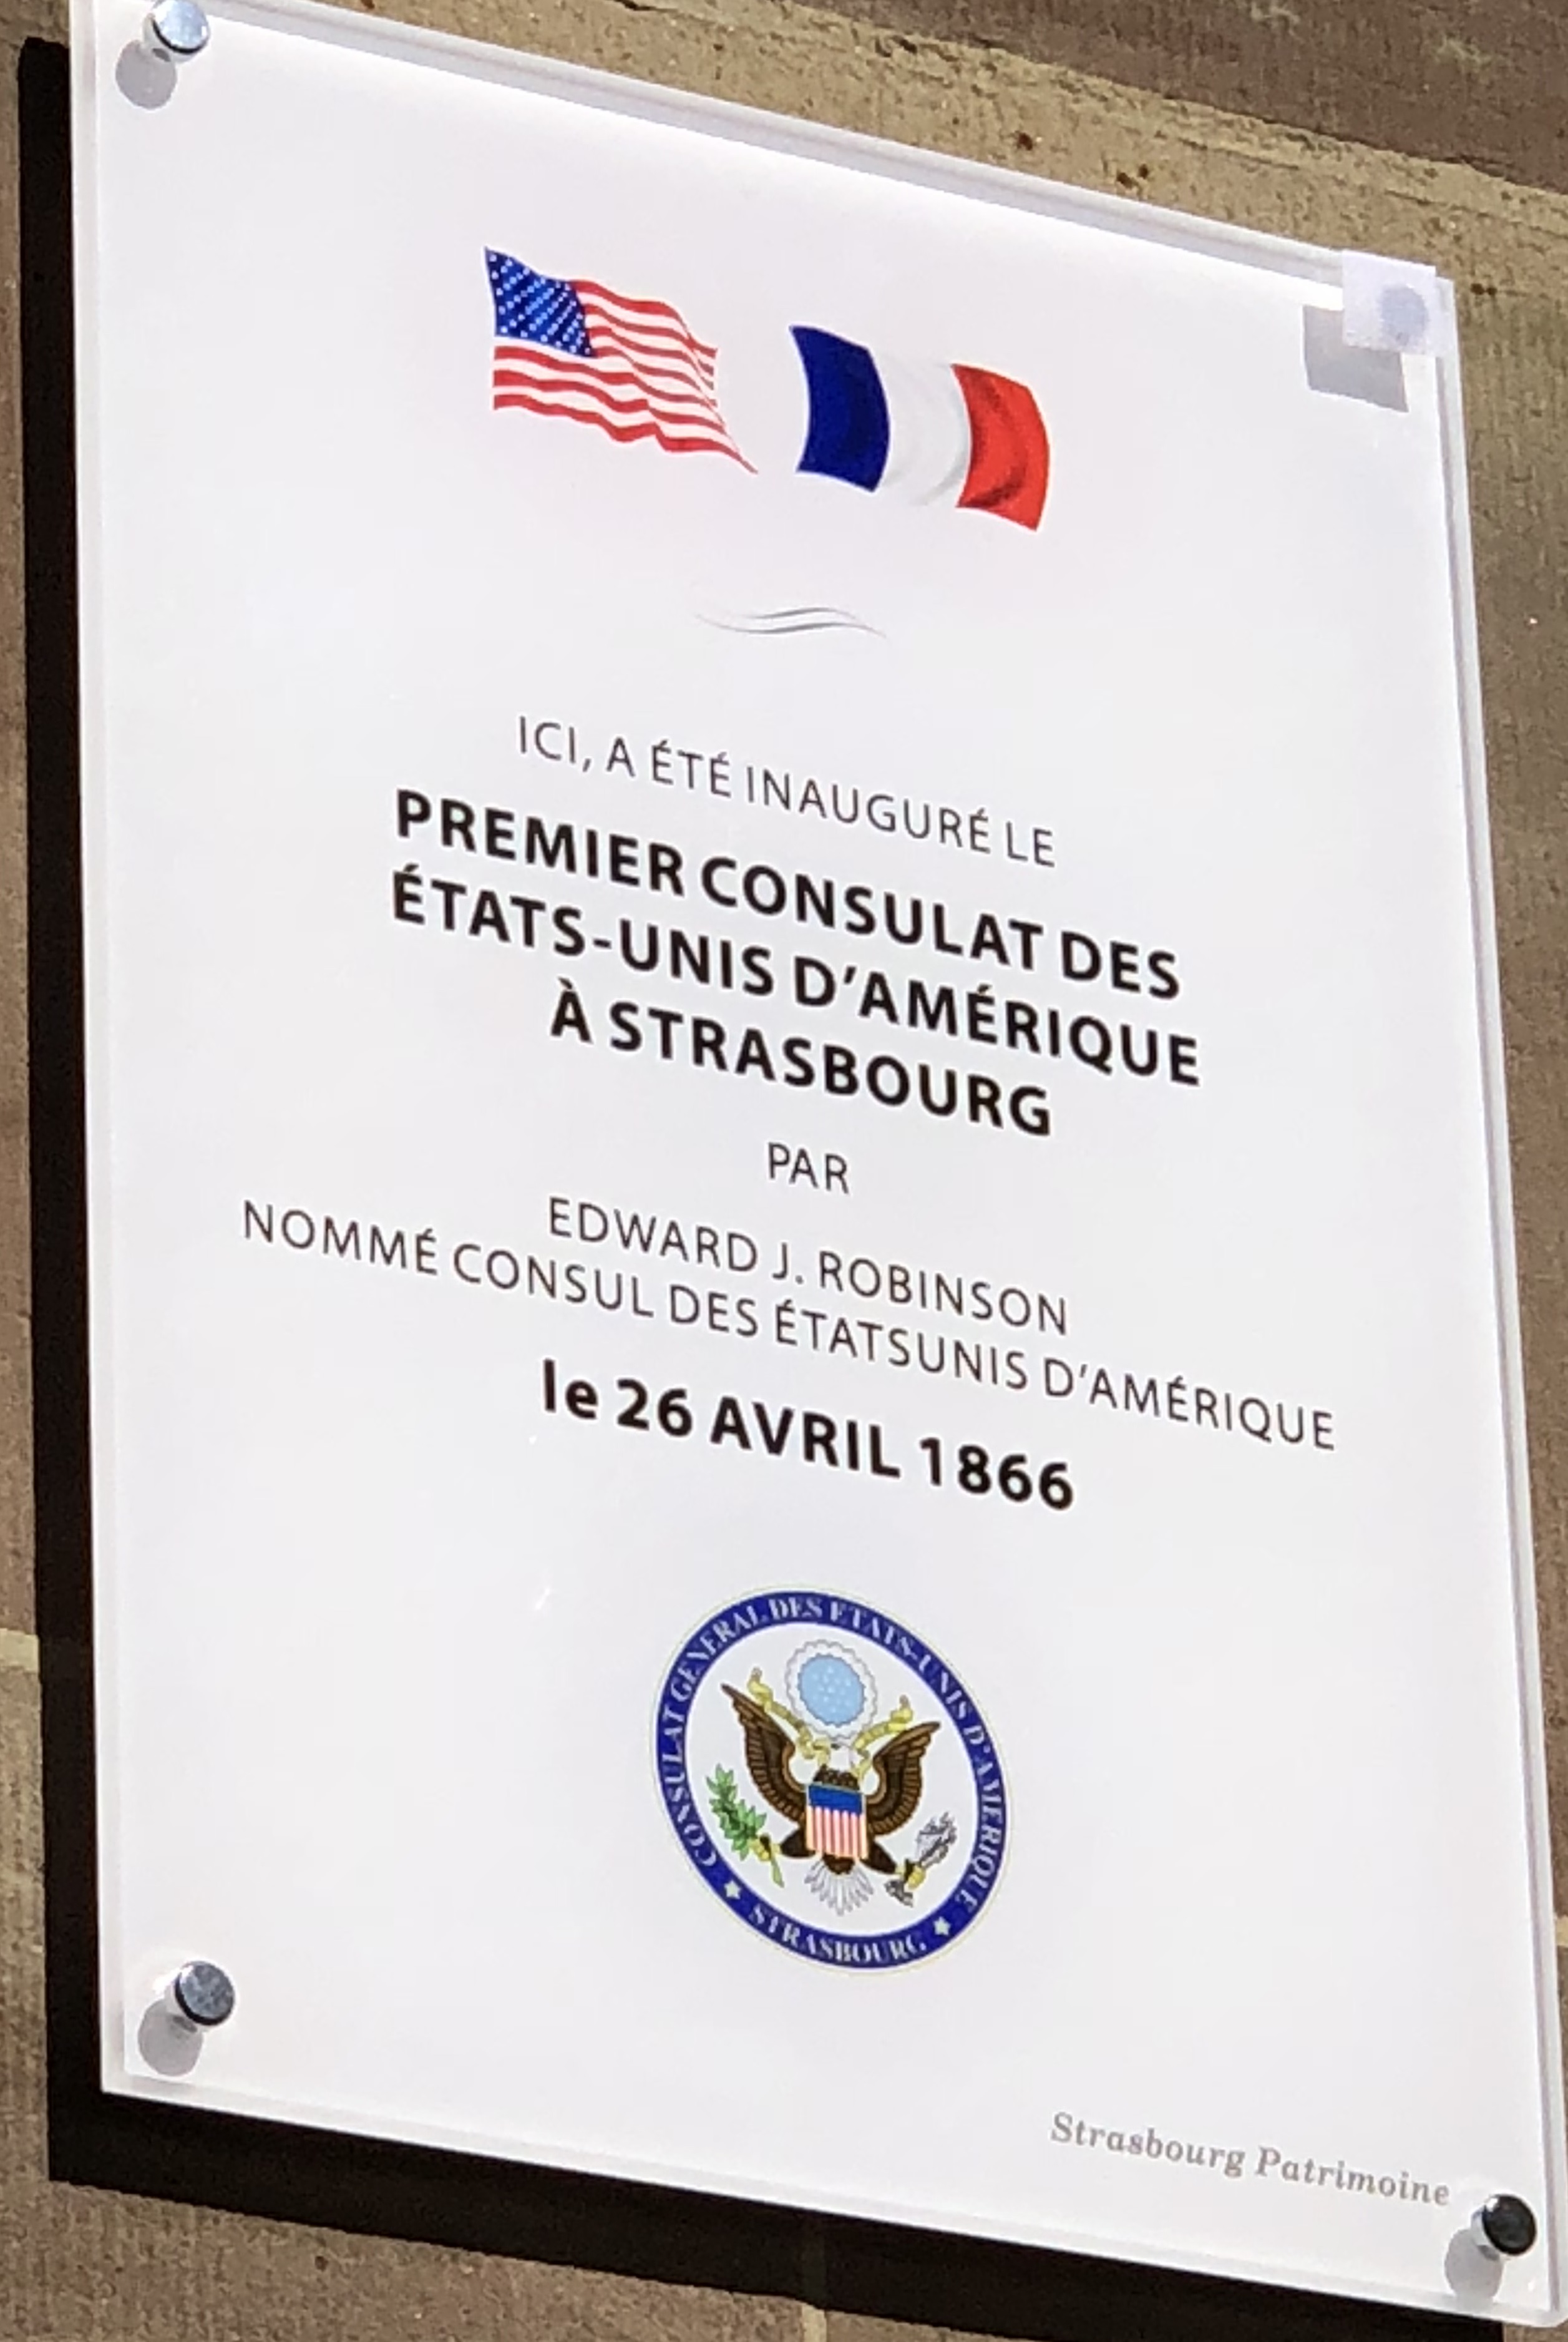 ICI, A ÉTÉ INAUGURÉ LE
PREMIER CONSULAT DES
ÉTATS-UNIS D'AMÉRIQUE
À STRASBOURG
PAR
EDWARD J. ROBINSON
NOMMÉ CONSUL DES ÉTATSUNIS D'AMÉRIQUE
le 26 AVRIL 1866
CONSULAT GENERAL DES ETATS-UNIS D'AMERIQUE
STRASBOURG
Strasbourg Patrimoine